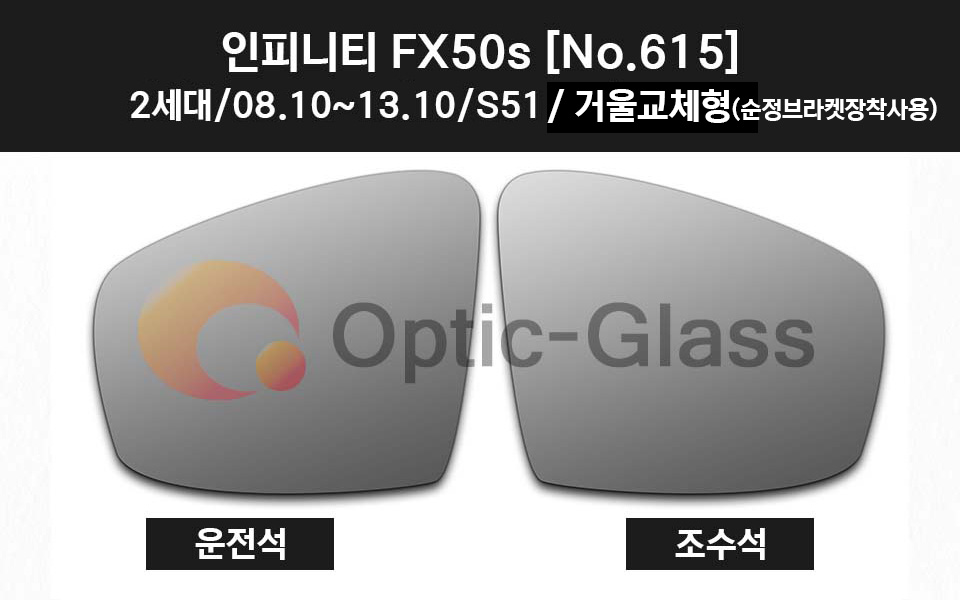 인피니티 FX50s [No.615]
2세대/08.10~13.10/S51/ 거울교체형(순정브라켓장착사용)
Optic-Glass
운전석
조수석